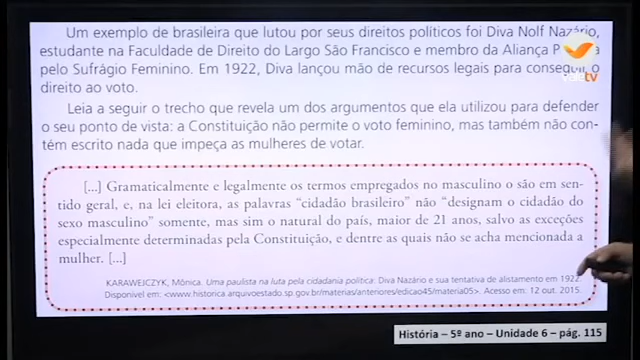 Um exemplo de brasileira que lutou por seus direitos políticos foi Diva Nolf Nazário,
estudante na Faculdade de Direito do Largo São Francisco e membro da Aliança P
pelo Sufrágio Feminino. Em 1922, Diva lançou mão de recursos legais para conseguir o
direito ao voto.
tv
Leia a seguir o trecho que revela um dos argumentos que ela utilizou para defender
o seu ponto de vista: a Constituição não permite o voto feminino, mas também não con-
tém escrito nada que impeça as mulheres de votar.
[...] Gramaticalmente e legalmente os termos empregados no masculino o são em sen-
tido geral, e, na lei eleitora, as palavras “cidadão brasileiro” não “designam o cidadão do
sexo masculino” somente, mas sim o natural do país, maior de 21 anos, salvo as exceções
especialmente determinadas pela Constituição, e dentre as quais não se acha mencionada a
mulher. [...]
KARAWEJCZYK, Mônica. Uma paulista na luta pela cidadania política: Diva Nazário e sua tentativa de alistamento em 1922.
Disponível em: <www.historica.arquivoestado.sp.gov.br/materias/anteriores/edicao45/materia05>. Acesso em: 12 out. 2015.
História – 5º ano – Unidade 6 – pág. 115